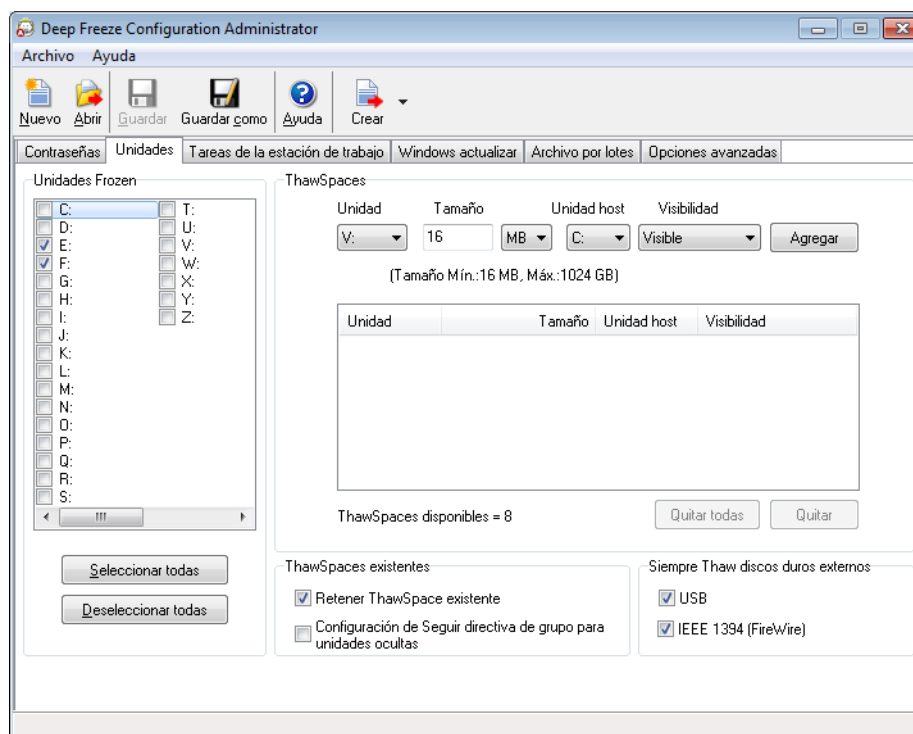 Deep Freeze Configuration Administrator
Archivo Ayuda
Nuevo Abrir Guardar Guardar como Ayuda Crear
Contraseñas Unidades Tareas de la estación de trabajo Windows actualizar Archivo por lotes Opciones avanzadas
Unidades Frozen
C: T:
D: U:
E: V:
F: W:
G: X:
H: Y:
I: Z:
J:
K:
L:
M:
N:
O:
P:
Q:
R:
S:
Seleccionar todas
Deseleccionar todas
ThawSpaces
Unidad Tamaño Unidad host Visibilidad
V: 16 MB C: Visible Agregar
(Tamaño Mín.:16 MB, Máx.:1024 GB)
Unidad Tamaño Unidad host Visibilidad
ThawSpaces disponibles = 8 Quitar todas Quitar
ThawSpaces existentes
Retener ThawSpace existente
Configuración de Seguir directiva de grupo para
unidades ocultas
Siempre Thaw discos duros externos
USB
IEEE 1394 (FireWire)